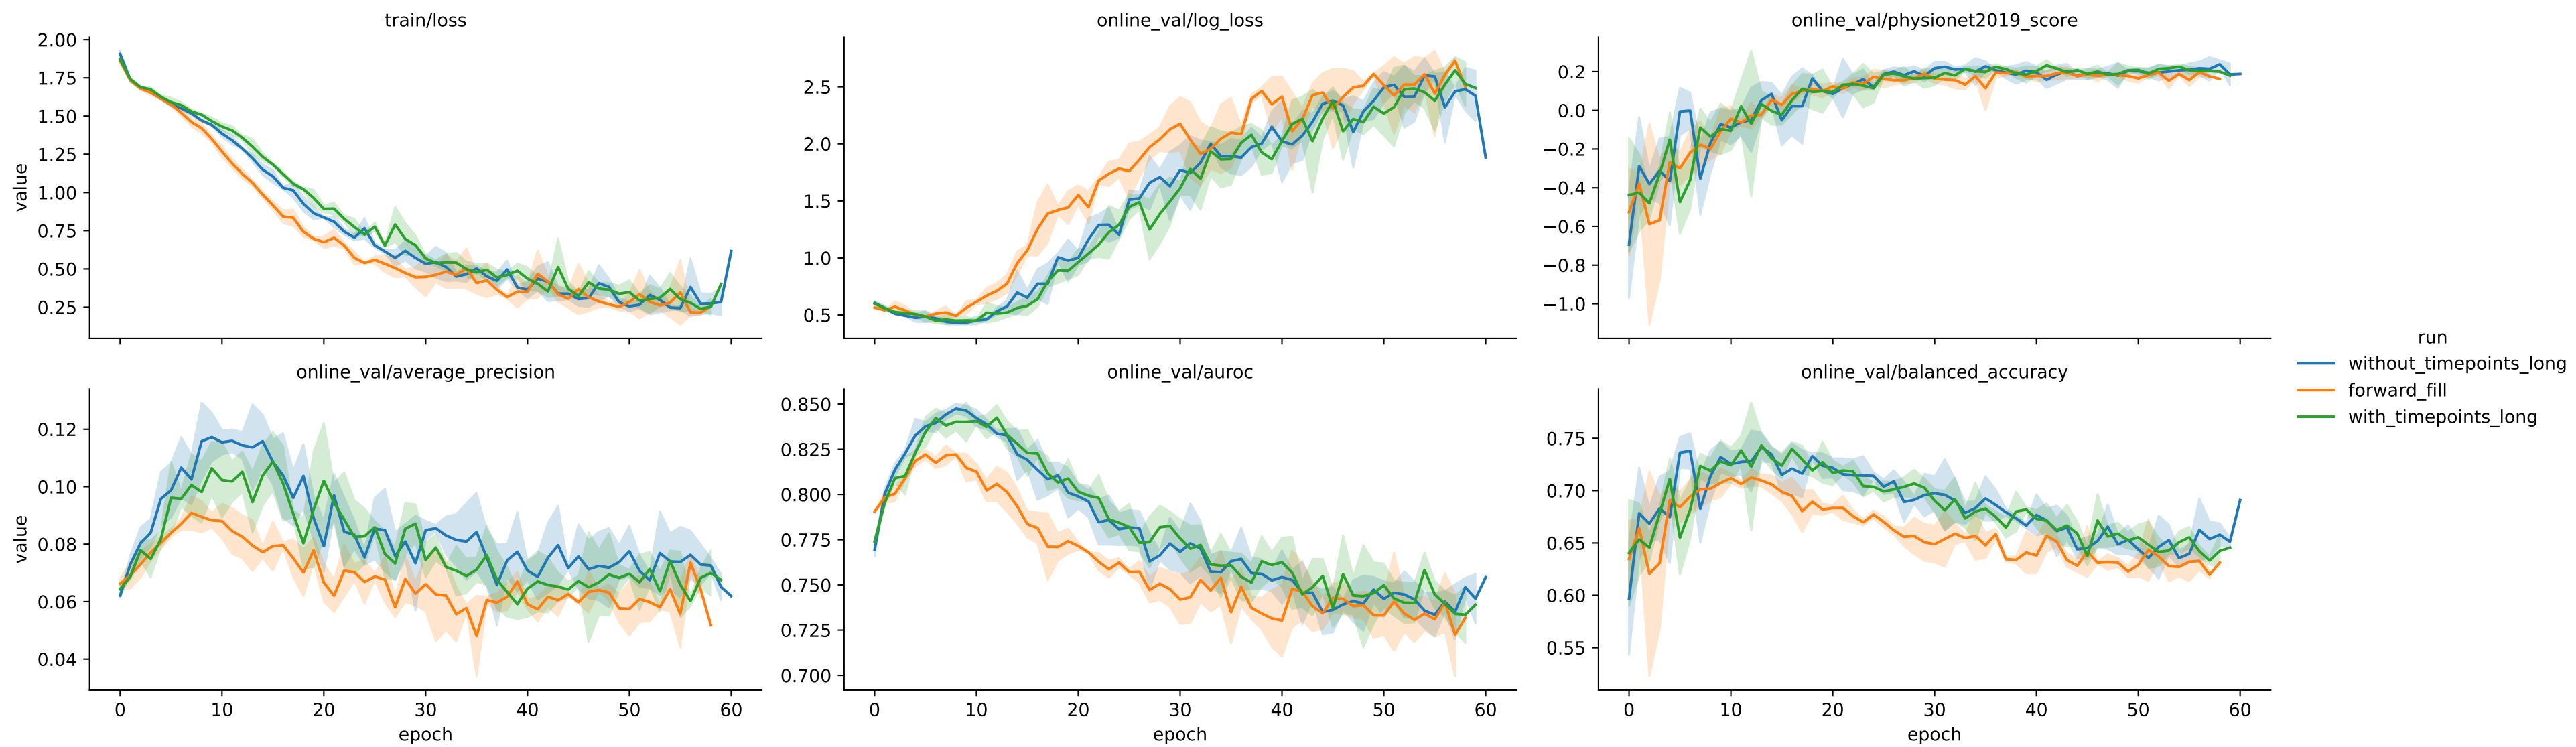 train/loss
online_val/log_loss
online_val/physionet2019_score
value
2.00
1.75
1.50
1.25
1.00
0.75
0.50
0.25
2.5
2.0
1.5
1.0
0.5
0.2
0.0
−0.2
−0.4
−0.6
−0.8
−1.0
online_val/average_precision
online_val/auroc
online_val/balanced_accuracy
value
0.12
0.10
0.08
0.06
0.04
0 10 20 30 40 50 60
epoch
0.850
0.825
0.800
0.775
0.750
0.725
0.700
0 10 20 30 40 50 60
epoch
0.75
0.70
0.65
0.60
0.55
0 10 20 30 40 50 60
epoch
run
without_timepoints_long
forward_fill
with_timepoints_long